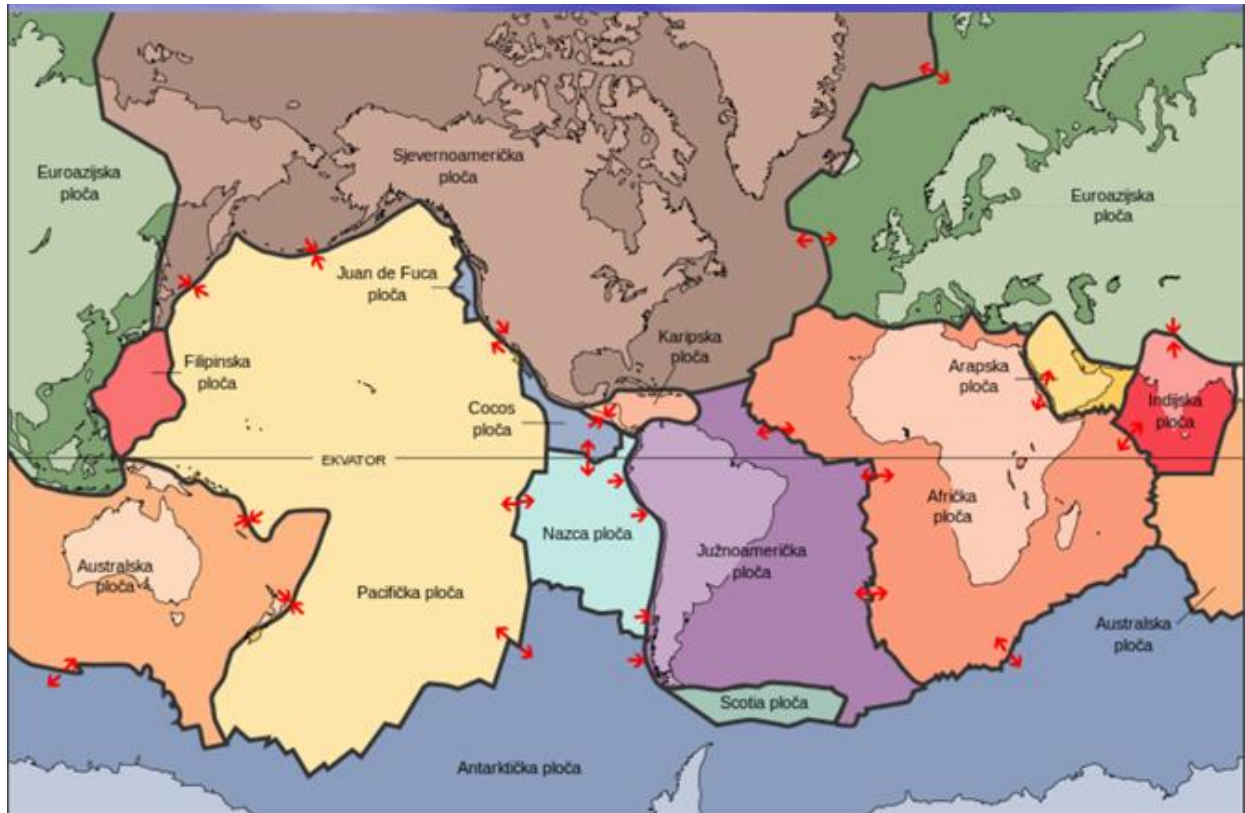 Euroazijska
ploča
Sjevernoamerička
ploča
Euroazijska
ploča
Juan de Fuca
ploča
Karipska
ploča
Filipinska
ploča
Arapska
ploča
Cocos
ploča
Indijska
ploča
EKVATOR
Nazca ploča
Afrička
ploča
Južnoamerička
ploča
Australska
ploča
Pacifička ploča
Australska
ploča
Scotia ploča
Antarktička ploča